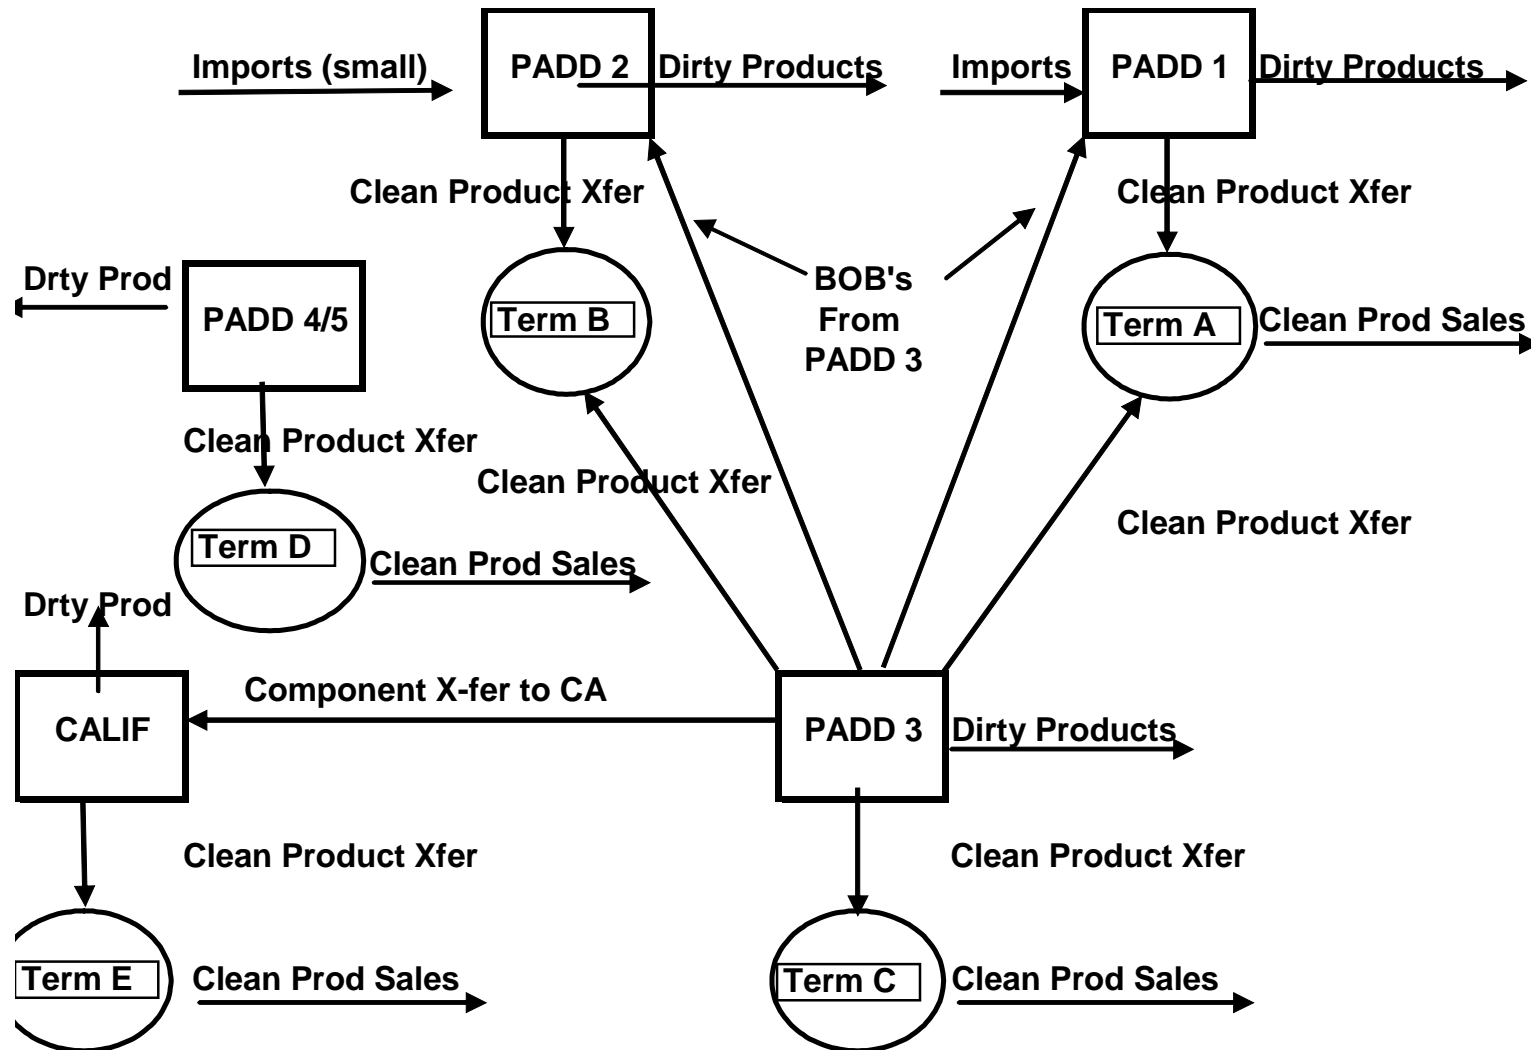 Imports (small)
PADD 2
Dirty Products
Imports
PADD 1
Dirty Products
Clean Product Xfer
Clean Product Xfer
Drty Prod
PADD 4/5
Term B
BOB's
From
PADD 3
Term A
Clean Prod Sales
Clean Product Xfer
Clean Product Xfer
Clean Product Xfer
Term D
Clean Prod Sales
Drty Prod
Component X-fer to CA
CALIF
PADD 3
Dirty Products
Clean Product Xfer
Clean Product Xfer
Term E
Clean Prod Sales
Term C
Clean Prod Sales